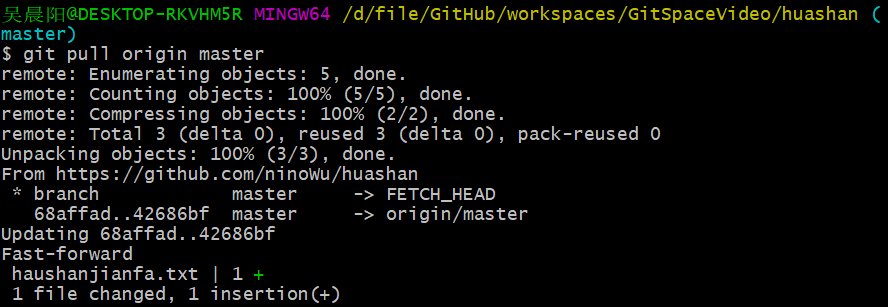 吴晨阳@DESKTOP-RKVHM5R MINGW64 /d/file/GitHub/workspaces/GitSpaceVideo/huashan (
master)
$ git pull origin master
remote: Enumerating objects: 5, done.
remote: Counting objects: 100% (5/5), done.
remote: Compressing objects: 100% (2/2), done.
remote: Total 3 (delta 0), reused 3 (delta 0), pack-reused 0
Unpacking objects: 100% (3/3), done.
From https://github.com/ninoWu/huashan
 * branch            master     -> FETCH_HEAD
   68affad..42686bf  master     -> origin/master
Updating 68affad..42686bf
Fast-forward
 haushanjianfa.txt | 1 +
 1 file changed, 1 insertion(+)